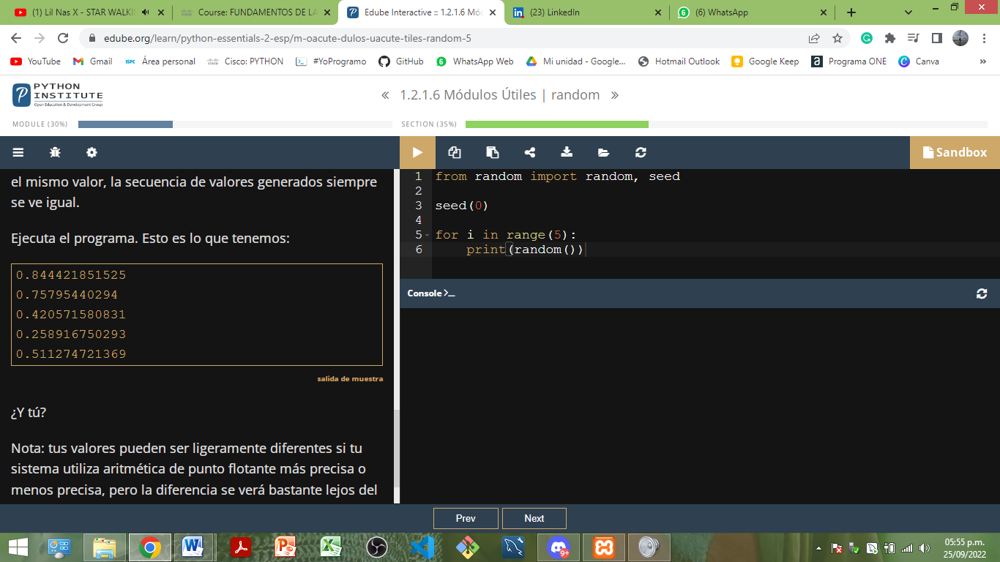 (1) Lil Nas X - STAR WALKI
Course: FUNDAMENTOS DE LA
Edube Interactive :: 1.2.1.6 Mód
(23) LinkedIn
(6) WhatsApp
edube.org/learn/python-essentials-2-esp/m-oacute-dulos-uacute-tiles-random-5
YouTube
Gmail
ISPC Área personal
Cisco: PYTHON
#YoProgramo
GitHub
6 WhatsApp Web
Mi unidad - Google...
Hotmail Outlook
Google Keep
a Programa ONE
Canva
»
PYTHON
INSTITUTE
Open Education & Development Group
« 1.2.1.6 Módulos Útiles | random »
MODULE (30%)
SECTION (35%)
Sandbox
el mismo valor, la secuencia de valores generados siempre
se ve igual.
Ejecuta el programa. Esto es lo que tenemos:
0.844421851525
0.75795440294
0.420571580831
0.258916750293
0.511274721369
salida de muestra
¿Y tú?
Nota: tus valores pueden ser ligeramente diferentes si tu
sistema utiliza aritmética de punto flotante más precisa o
menos precisa, pero la diferencia se verá bastante lejos del
1 from random import random, seed
2
3 seed(0)
4
5 for i in range(5):
6     print(random())
Console >_
Prev
Next
9+
05:55 p.m.
25/09/2022